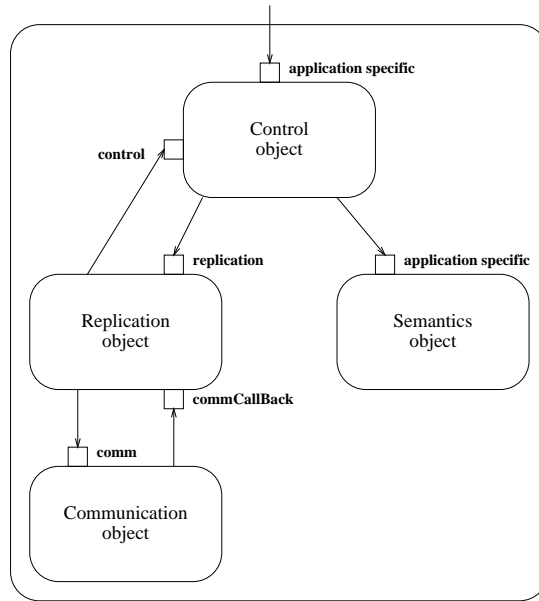 application specific
Control
object
control
replication
application specific
Replication
object
Semantics
object
commCallBack
comm
Communication
object